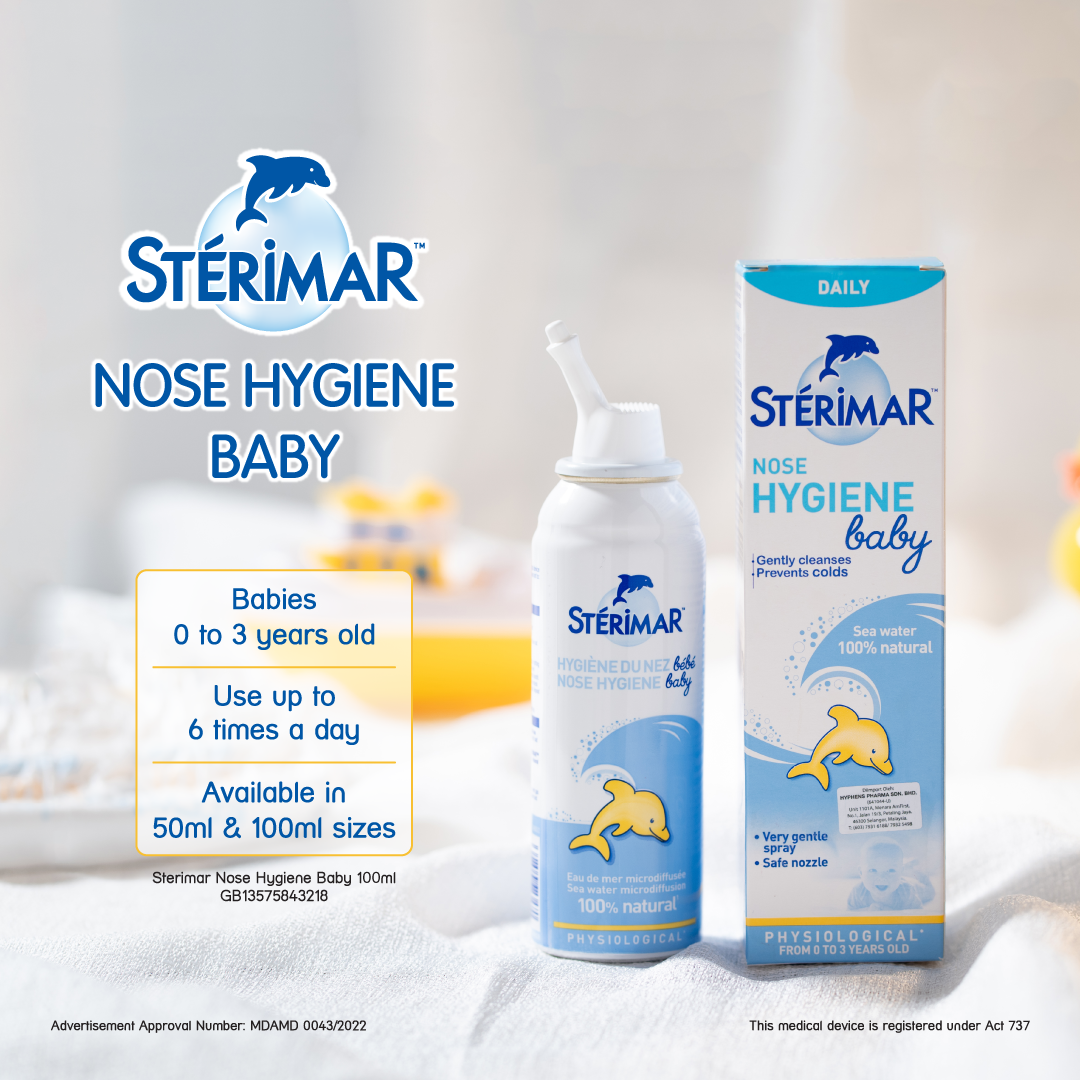 STÉRiMAR™
NOSE HYGIENE
BABY
Babies
0 to 3 years old
Use up to
6 times a day
Available in
50ml & 100ml sizes
Sterimar Nose Hygiene Baby 100ml
GB13575843218
STÉRiMAR
HYGIÈNE DU NEZ bébé
NOSE HYGIENE baby
Eau de mer microdiffusée
Sea water microdiffusion
100% natural
PHYSIOLOGICAL
DAILY
STÉRiMAR™
NOSE
HYGIENE
baby
Gently cleanses
Prevents colds
Sea water
100% natural
HYPHENS PHARMA SDN. BHD.
• Very gentle
spray
• Safe nozzle
PHYSIOLOGICAL*
FROM 0 TO 3 YEARS OLD
Advertisement Approval Number: MDAMD 0043/2022
This medical device is registered under Act 737